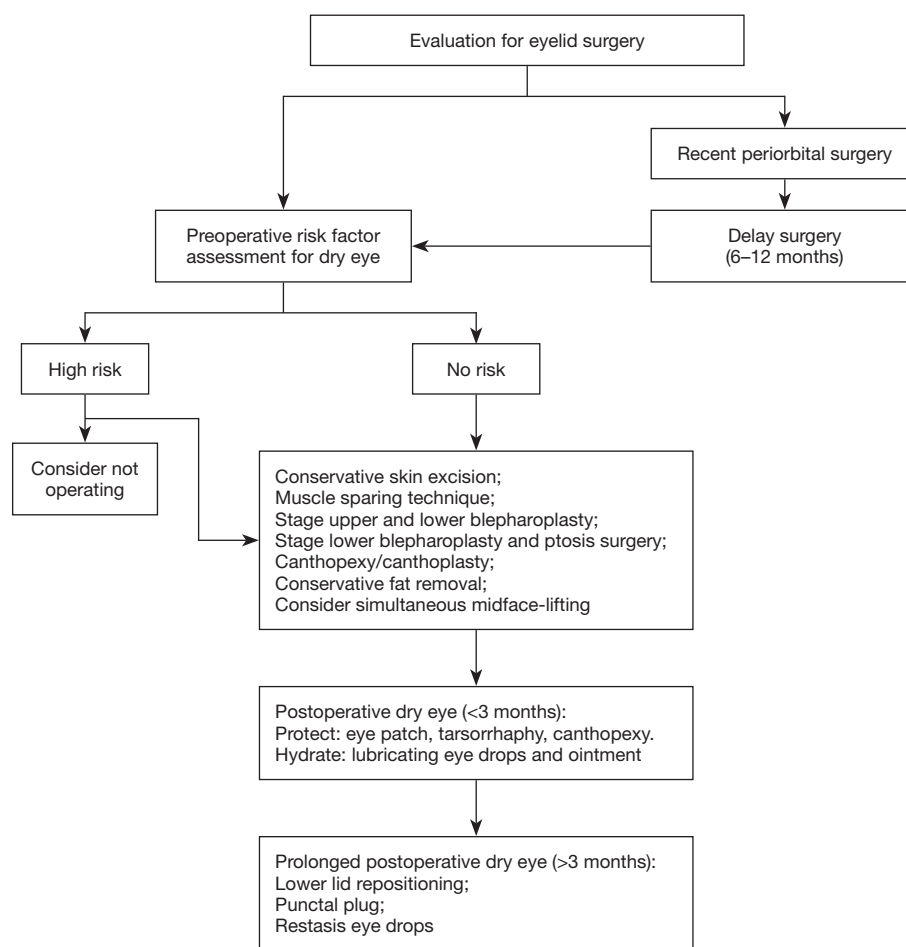 Evaluation for eyelid surgery
Recent periorbital surgery
Preoperative risk factor
assessment for dry eye
Delay surgery
(6–12 months)
High risk
No risk
Consider not
operating
Conservative skin excision;
Muscle sparing technique;
Stage upper and lower blepharoplasty;
Stage lower blepharoplasty and ptosis surgery;
Canthopexy/canthoplasty;
Conservative fat removal;
Consider simultaneous midface-lifting
Postoperative dry eye (<3 months):
Protect: eye patch, tarsorrhaphy, canthopexy.
Hydrate: lubricating eye drops and ointment
Prolonged postoperative dry eye (>3 months):
Lower lid repositioning;
Punctal plug;
Restasis eye drops